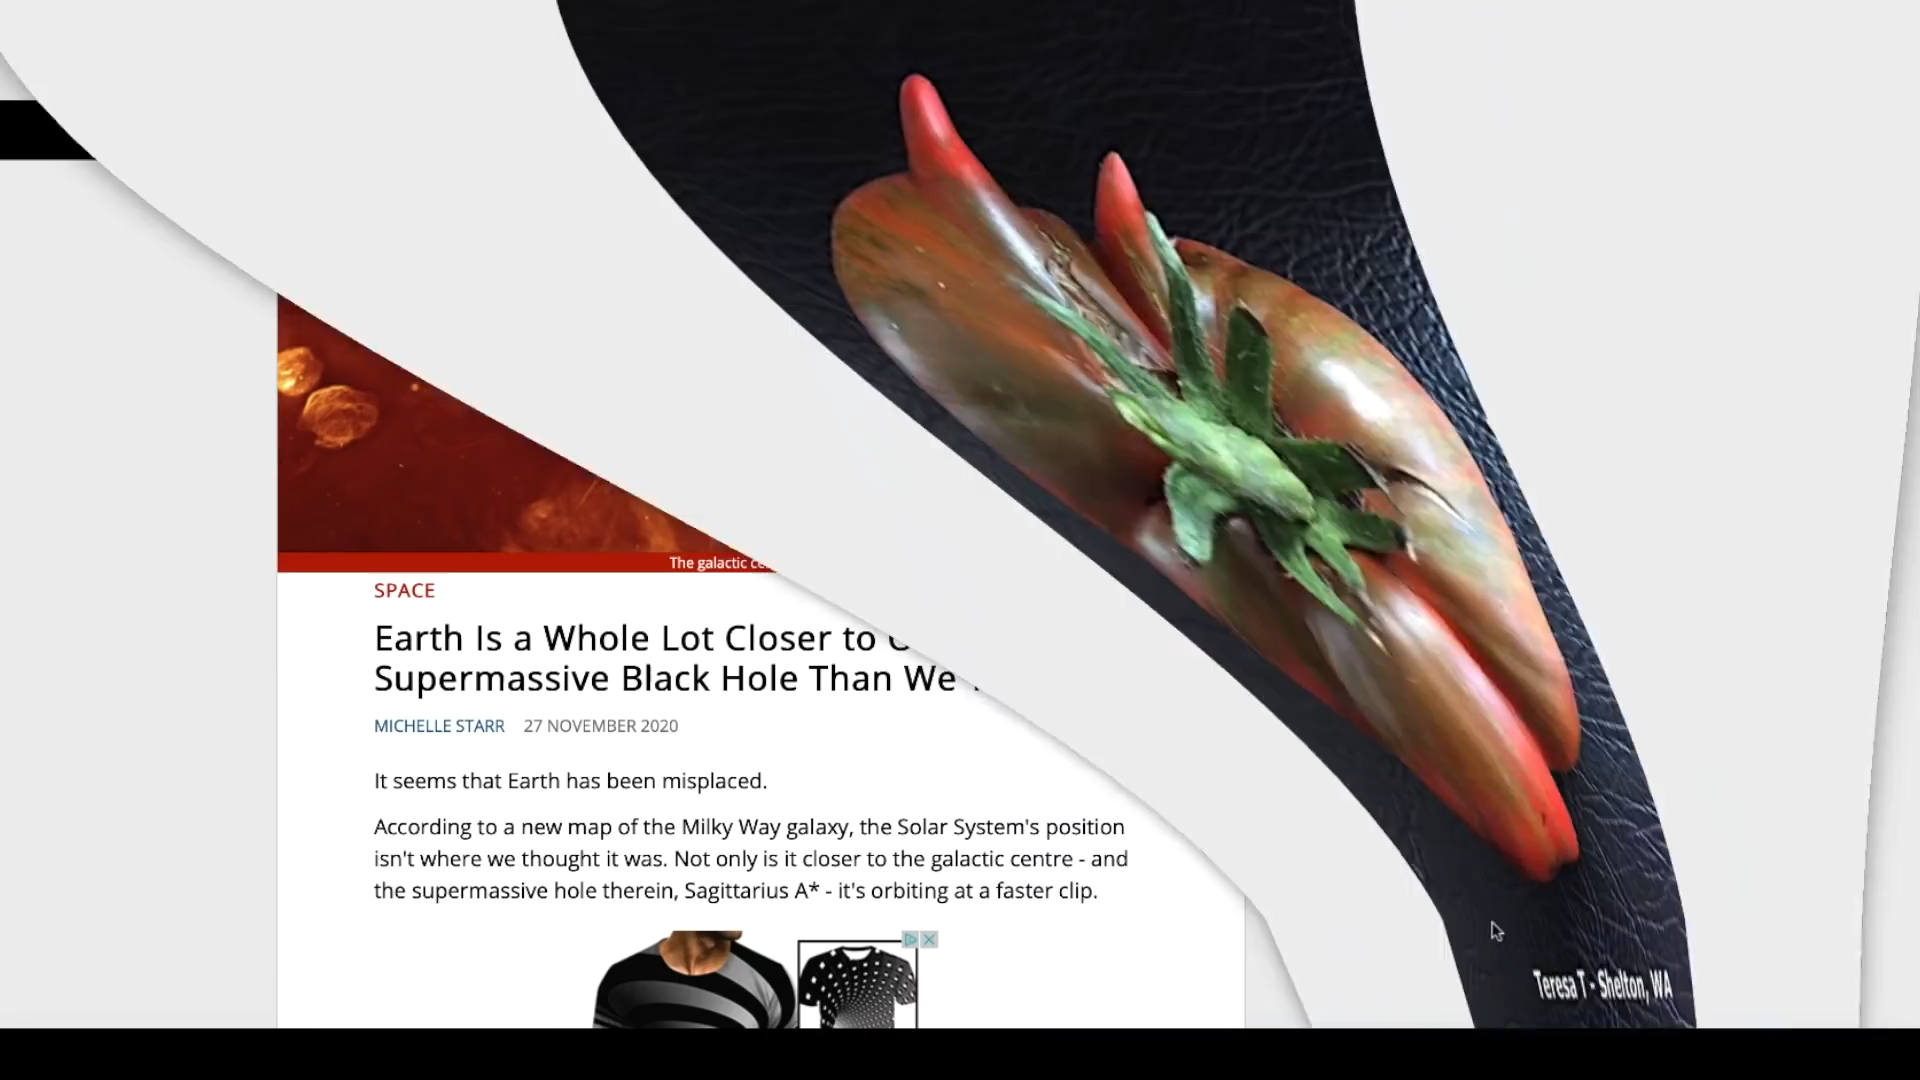 The galactic
SPACE
Earth Is a Whole Lot Closer to
Supermassive Black Hole Than We
MICHELLE STARR 27 NOVEMBER 2020
It seems that Earth has been misplaced.
According to a new map of the Milky Way galaxy, the Solar System's position
isn't where we thought it was. Not only is it closer to the galactic centre - and
the supermassive hole therein, Sagittarius A* - it's orbiting at a faster clip.
Teresa T - Shelton, WA